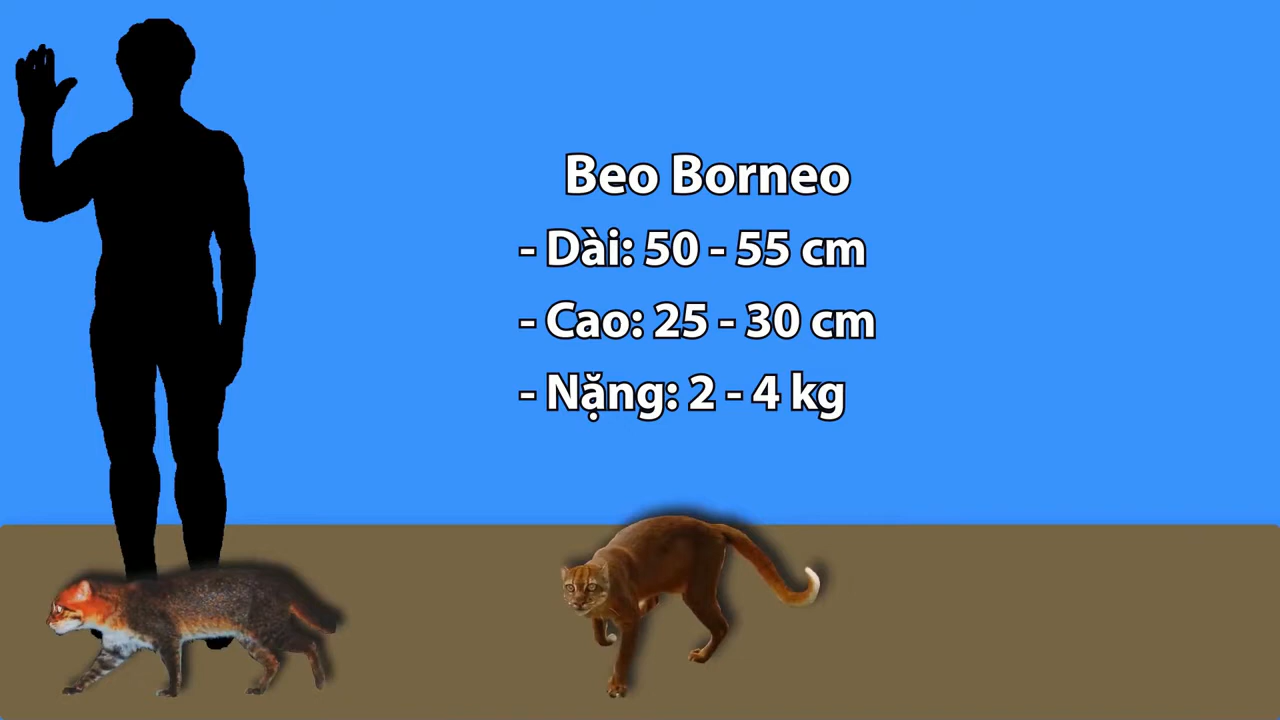 Beo Borneo
- Dài: 50 - 55 cm
- Cao: 25 - 30 cm
- Nặng: 2 - 4 kg